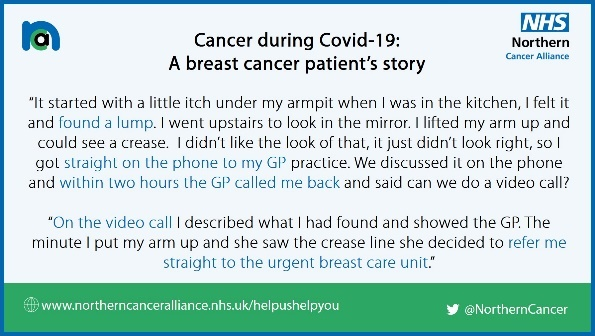 na
NHS
Northern
Cancer Alliance
Cancer during Covid-19:
A breast cancer patient's story
“It started with a little itch under my armpit when I was in the kitchen, I felt it
and found a lump. I went upstairs to look in the mirror. I lifted my arm up and
could see a crease.  I didn't like the look of that, it just didn't look right, so I
got straight on the phone to my GP practice. We discussed it on the phone
and within two hours the GP called me back and said can we do a video call?
“On the video call I described what I had found and showed the GP. The
minute I put my arm up and she saw the crease line she decided to refer me
straight to the urgent breast care unit.”
www.northerncanceralliance.nhs.uk/helpushelpyou
@NorthernCancer